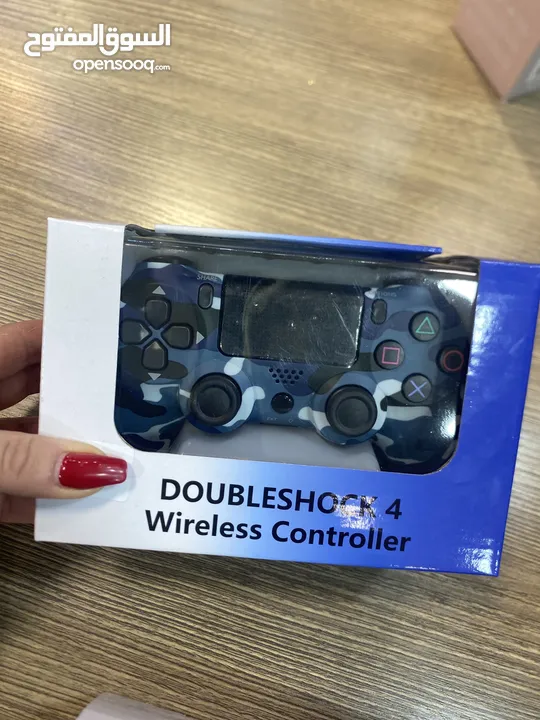 السوق المفتوح
opensooq.com
SHARE
DOUBLESHOCK 4
Wireless Controller